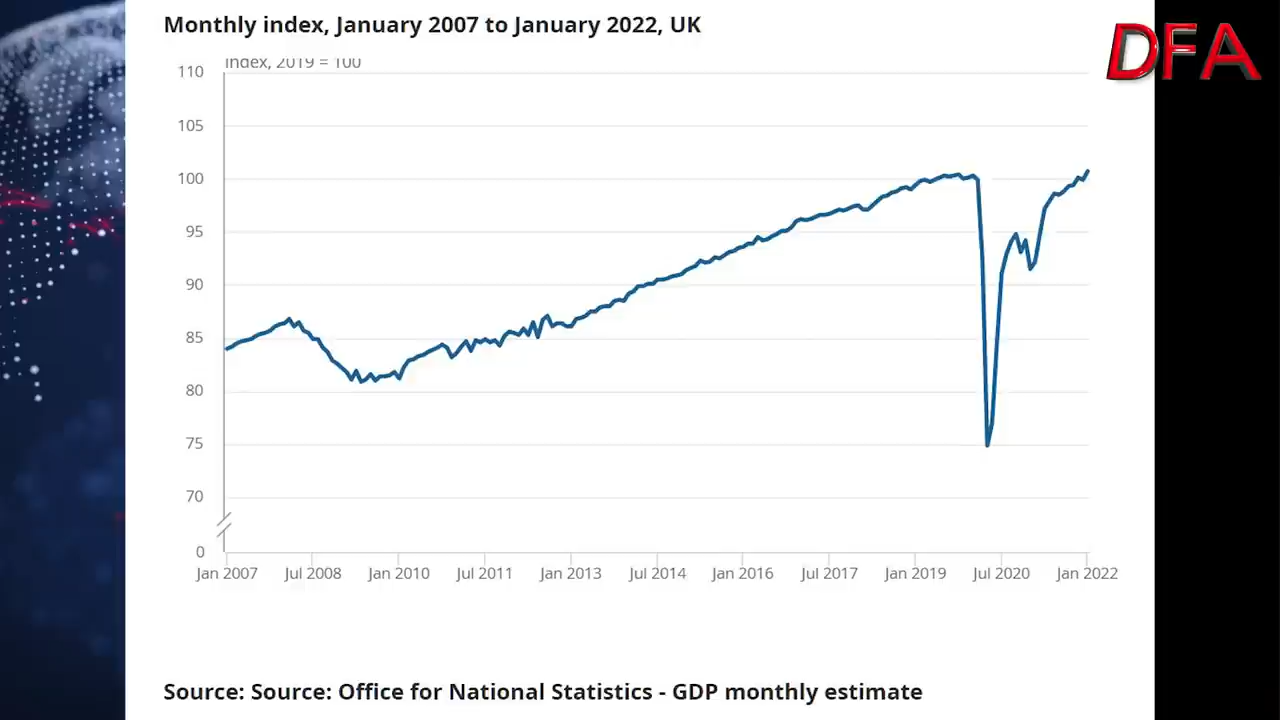 Monthly index, January 2007 to January 2022, UK
DFA
Index, 2019 = 100
110
105
100
95
90
85
80
75
70
0
Jan 2007 Jul 2008 Jan 2010 Jul 2011 Jan 2013 Jul 2014 Jan 2016 Jul 2017 Jan 2019 Jul 2020 Jan 2022
Source: Source: Office for National Statistics - GDP monthly estimate